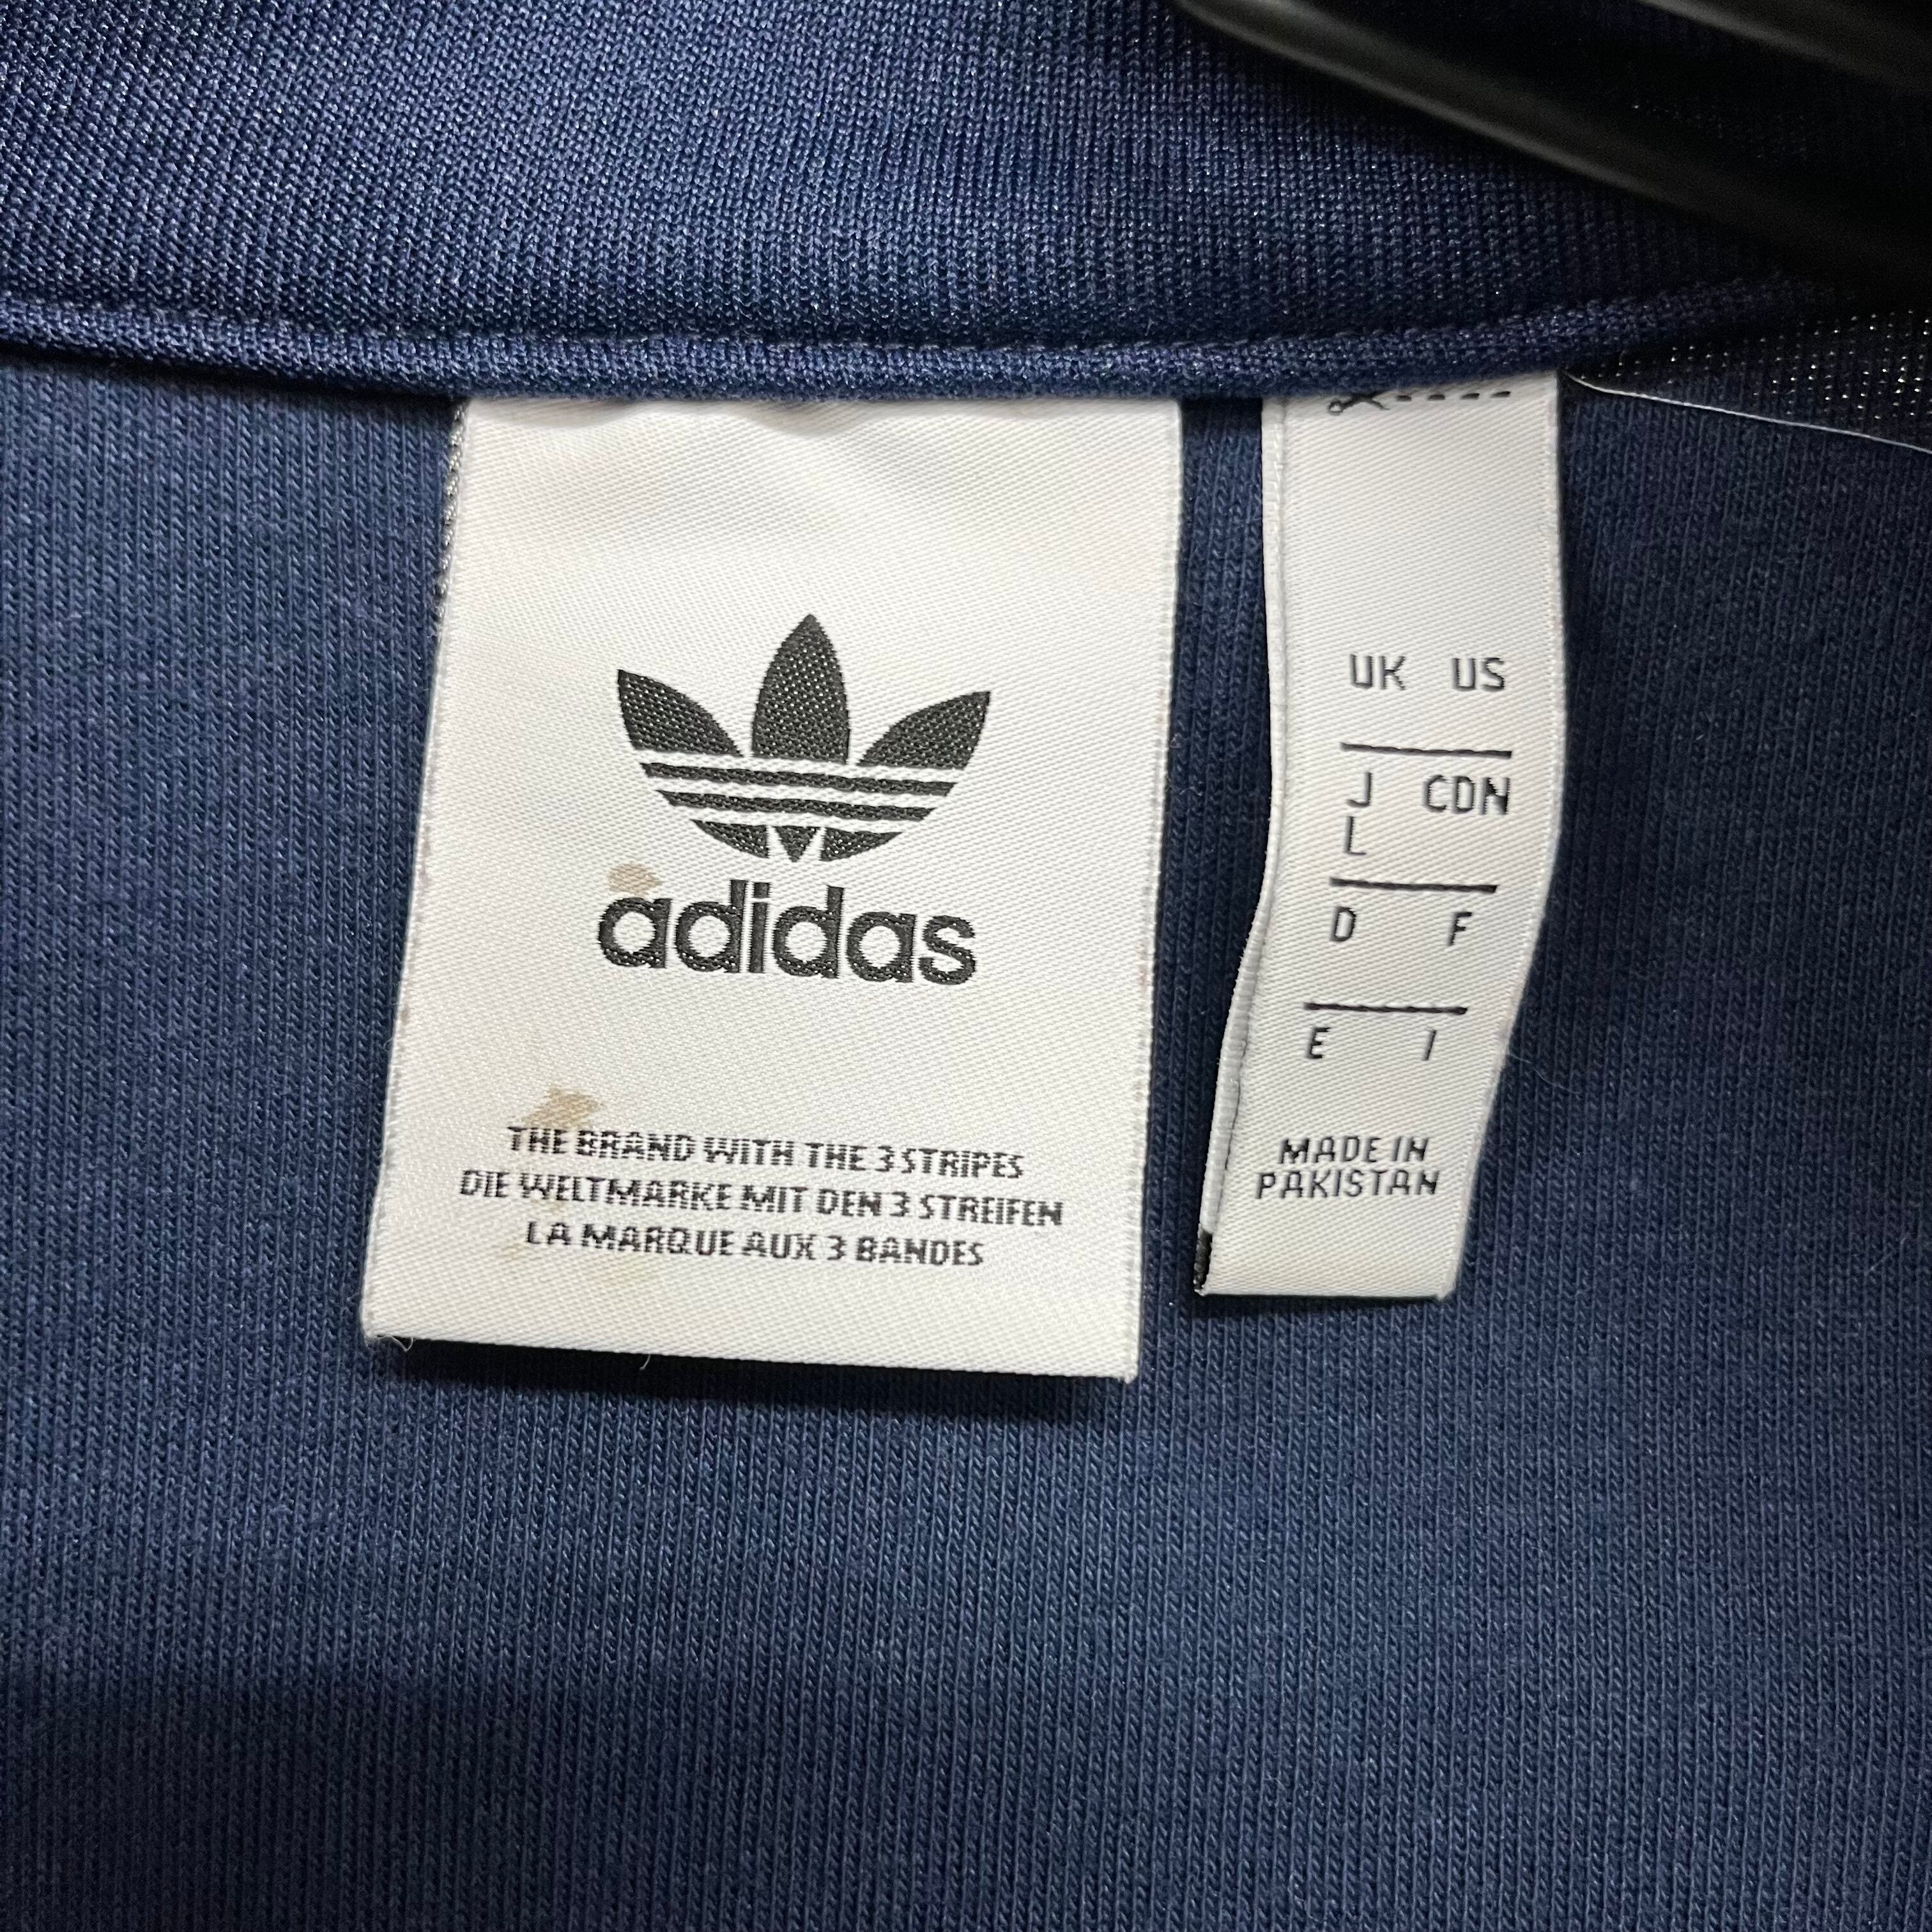 adidas
THE BRAND WITH THE 3 STRIPES
DIE WELTMARKE MIT DEN 3 STREIFEN
LA MARQUE AUX 3 BANDES
UK US
J CDN
L
D F
E I
MADE IN
PAKISTAN